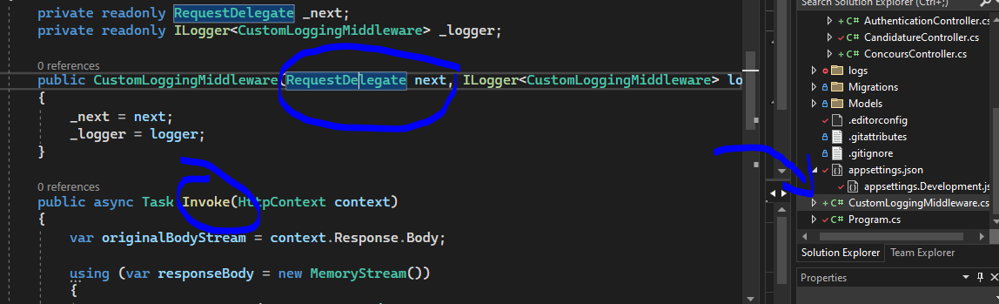 private readonly RequestDelegate _next;
private readonly ILogger<CustomLoggingMiddleware> _logger;
0 references
public CustomLoggingMiddleware(RequestDelegate next, ILogger<CustomLoggingMiddleware> lo
{
_next = next;
_logger = logger;
}
0 references
public async Task Invoke(HttpContext context)
{
var originalBodyStream = context.Response.Body;
using (var responseBody = new MemoryStream())
{
Search Solution Explorer (Ctrl+;)
AuthenticationController.cs
CandidatureController.cs
ConcoursController.cs
logs
Migrations
Models
.editorconfig
.gitattributes
.gitignore
appsettings.json
appsettings.Development.js
CustomLoggingMiddleware.cs
Program.cs
Solution Explorer
Team Explorer
Properties